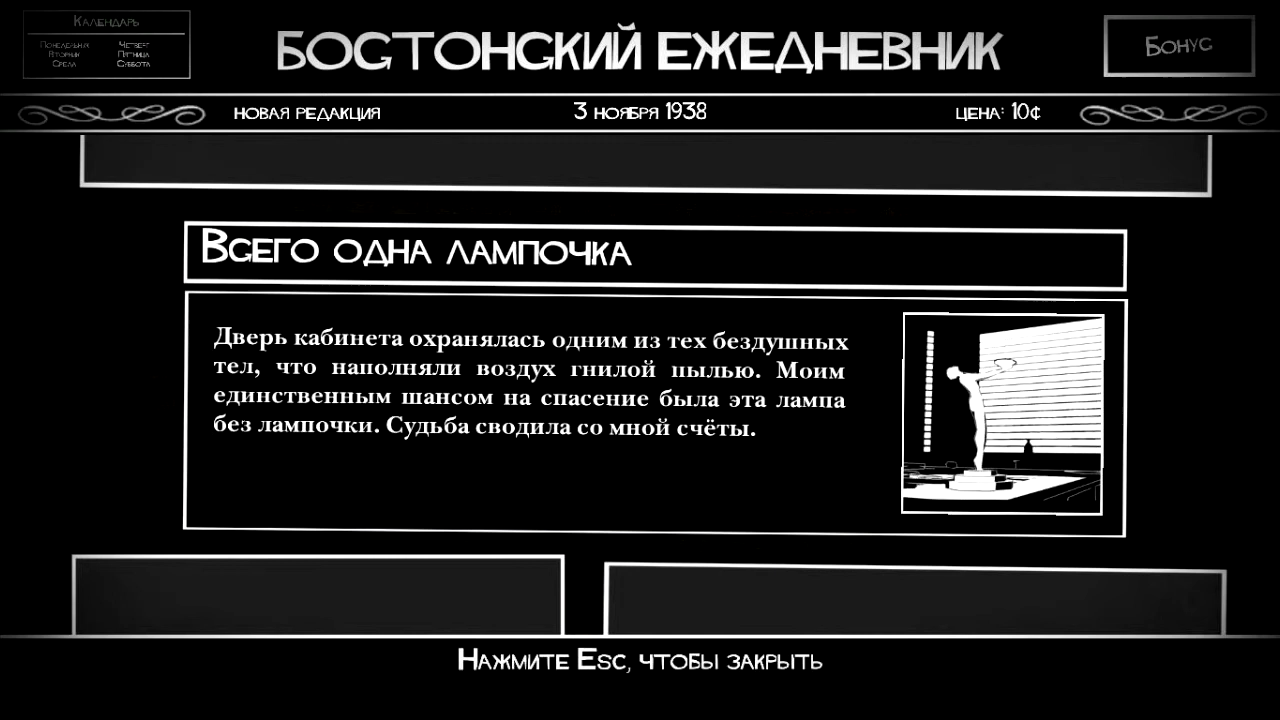 Календарь
Понедельник Четверг
Вторник Пятница
Среда Суббота
БОСТОНСКИЙ ЕЖЕДНЕВНИК
Бонус
НОВАЯ РЕДАКЦИЯ 3 НОЯБРЯ 1938 ЦЕНА: 10¢
Всего одна лампочка
Дверь кабинета охранялась одним из тех бездушных
тел, что наполняли воздух гнилой пылью. Моим
единственным шансом на спасение была эта лампа
без лампочки. Судьба сводила со мной счёты.
Нажмите Esc, чтобы закрыть